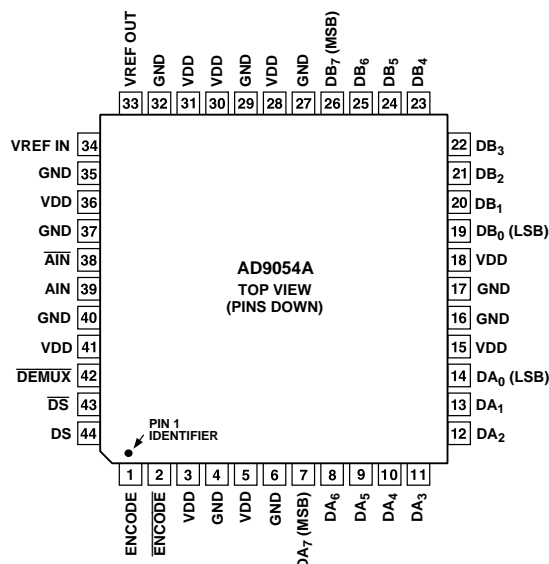 VREF OUT
GND
VDD
VDD
GND
VDD
GND
DB7 (MSB)
DB6
DB5
DB4
33 32 31 30 29 28 27 26 25 24 23
VREF IN 34
GND 35
VDD 36
GND 37
A̅I̅N̅ 38
AIN 39
GND 40
VDD 41
D̅E̅M̅U̅X̅ 42
D̅S̅ 43
DS 44
AD9054A
TOP VIEW
(PINS DOWN)
PIN 1
IDENTIFIER
22 DB3
21 DB2
20 DB1
19 DB0 (LSB)
18 VDD
17 GND
16 GND
15 VDD
14 DA0 (LSB)
13 DA1
12 DA2
1 2 3 4 5 6 7 8 9 10 11
ENCODE
E̅N̅C̅O̅D̅E̅
VDD
GND
VDD
GND
DA7 (MSB)
DA6
DA5
DA4
DA3